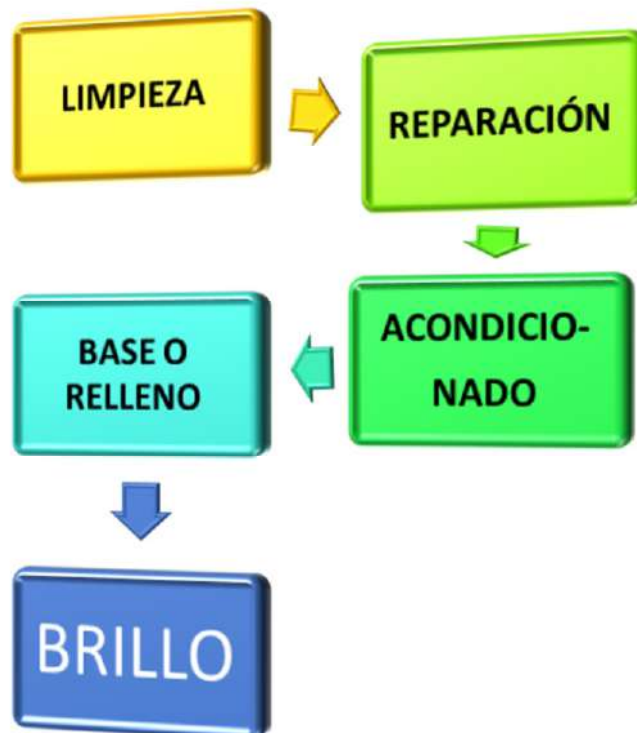 LIMPIEZA
REPARACIÓN
ACONDICIO-
NADO
BASE O
RELLENO
BRILLO